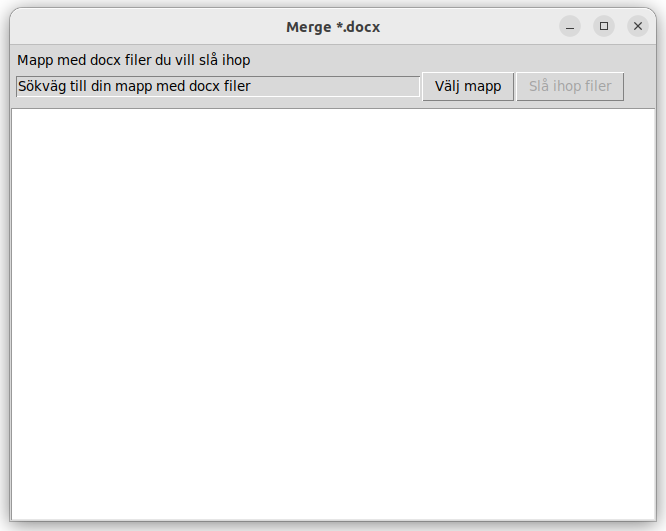 Merge *.docx
Mapp med docx filer du vill slå ihop
Sökväg till din mapp med docx filer Välj mapp Slå ihop filer